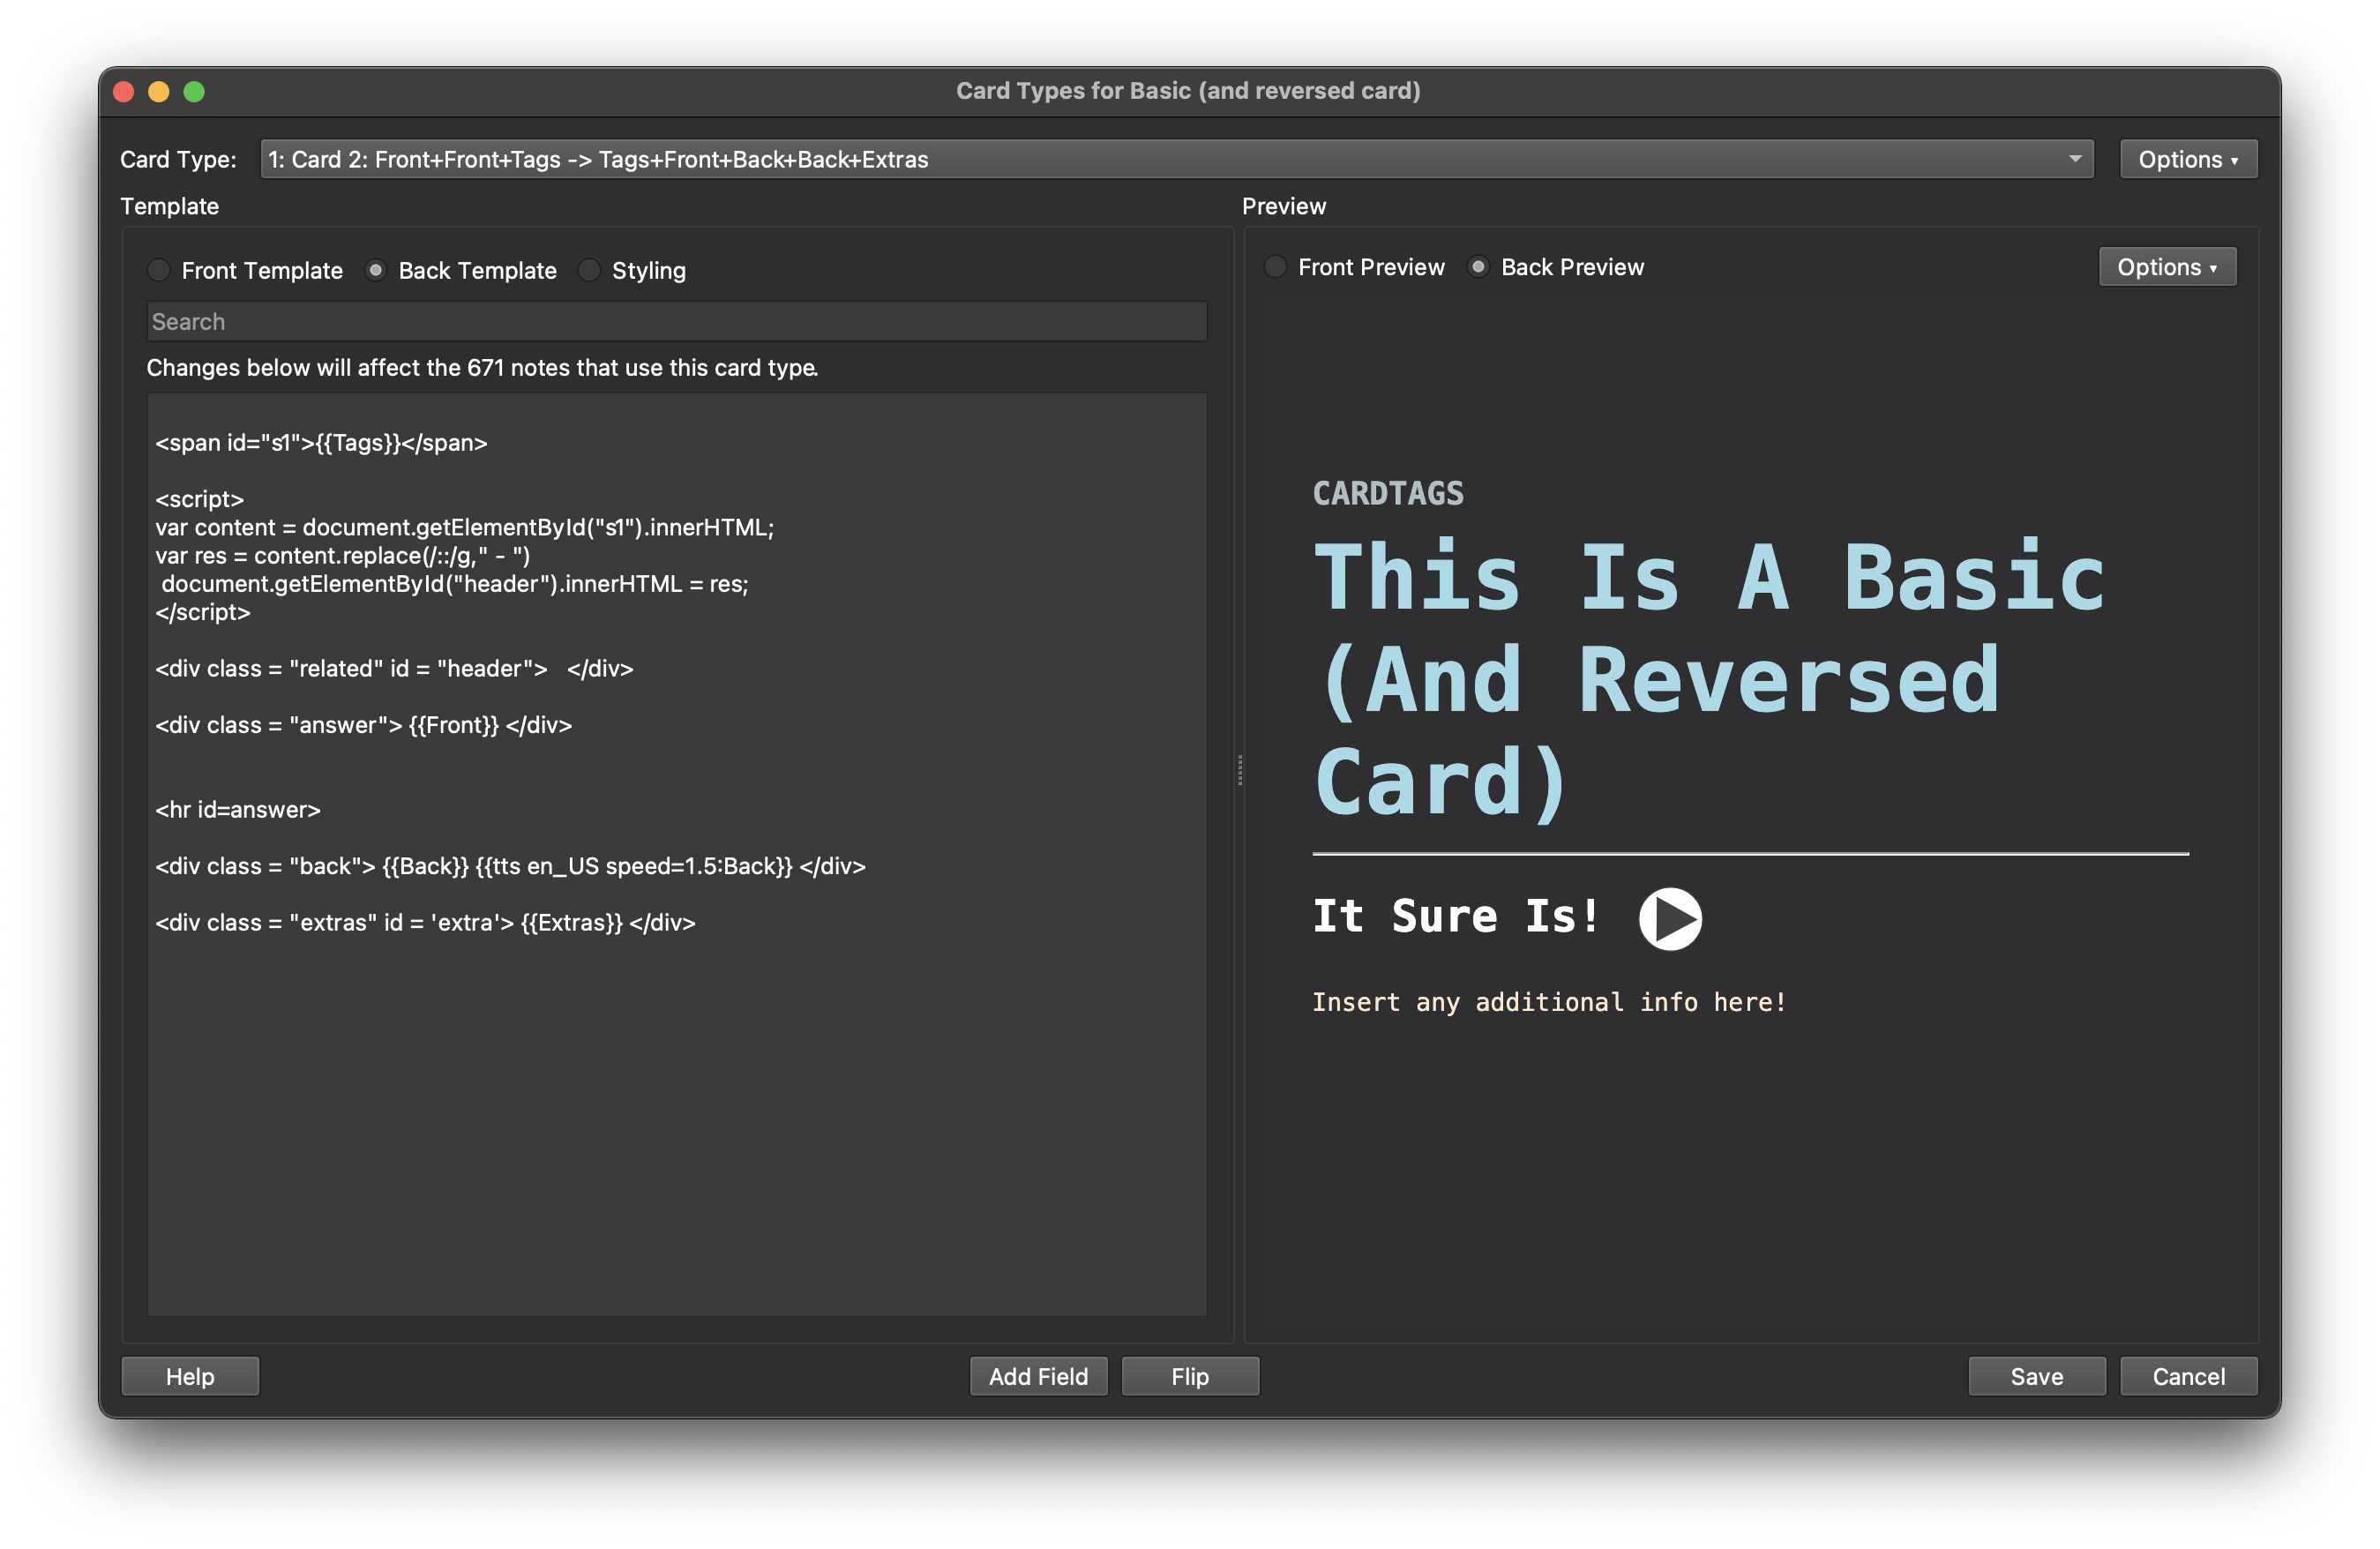 Card Types for Basic (and reversed card)
Card Type: 1: Card 2: Front+Front+Tags -> Tags+Front+Back+Back+Extras Options ▾
Template
Front Template Back Template Styling
Search
Changes below will affect the 671 notes that use this card type.
<span id="s1">{{Tags}}</span>
<script>
var content = document.getElementById("s1").innerHTML;
var res = content.replace(/::/g," - ")
 document.getElementById("header").innerHTML = res;
</script>
<div class = "related" id = "header">   </div>
<div class = "answer"> {{Front}} </div>
<hr id=answer>
<div class = "back"> {{Back}} {{tts en_US speed=1.5:Back}} </div>
<div class = "extras" id = 'extra'> {{Extras}} </div>
Preview
Front Preview Back Preview Options ▾
CARDTAGS
This Is A Basic
(And Reversed
Card)
It Sure Is!
Insert any additional info here!
Help Add Field Flip Save Cancel